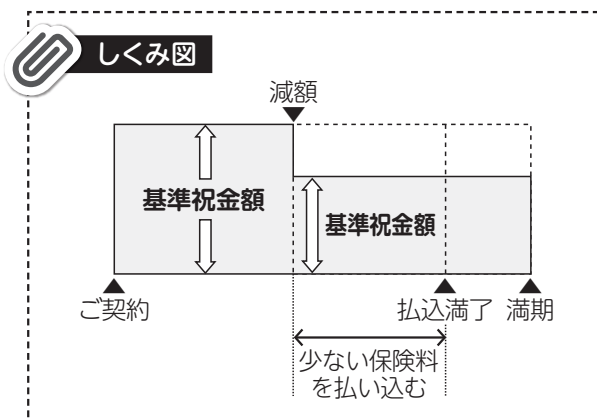 しくみ図
減額
基準祝金額
基準祝金額
ご契約
払込満了
満期
少ない保険料
を払い込む